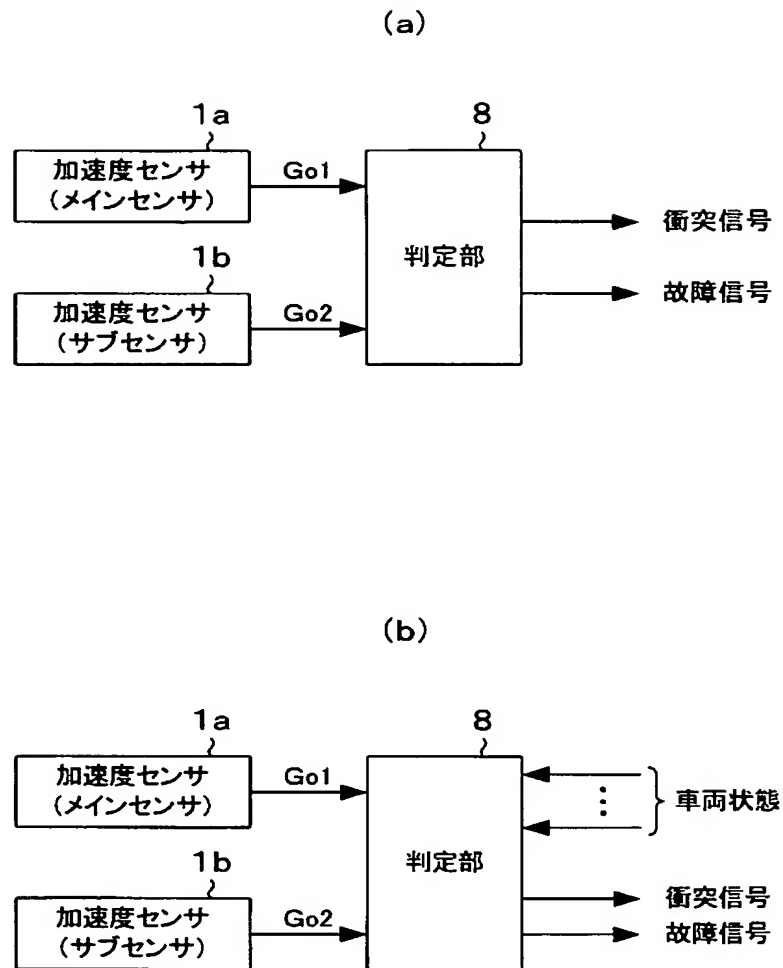 (a)
1a
8
加速度センサ
(メインセンサ)
Go1
衝突信号
1b
判定部
加速度センサ
(サブセンサ)
Go2
故障信号
(b)
1a
8
加速度センサ
(メインセンサ)
Go1
車両状態
1b
判定部
加速度センサ
(サブセンサ)
Go2
衝突信号
故障信号